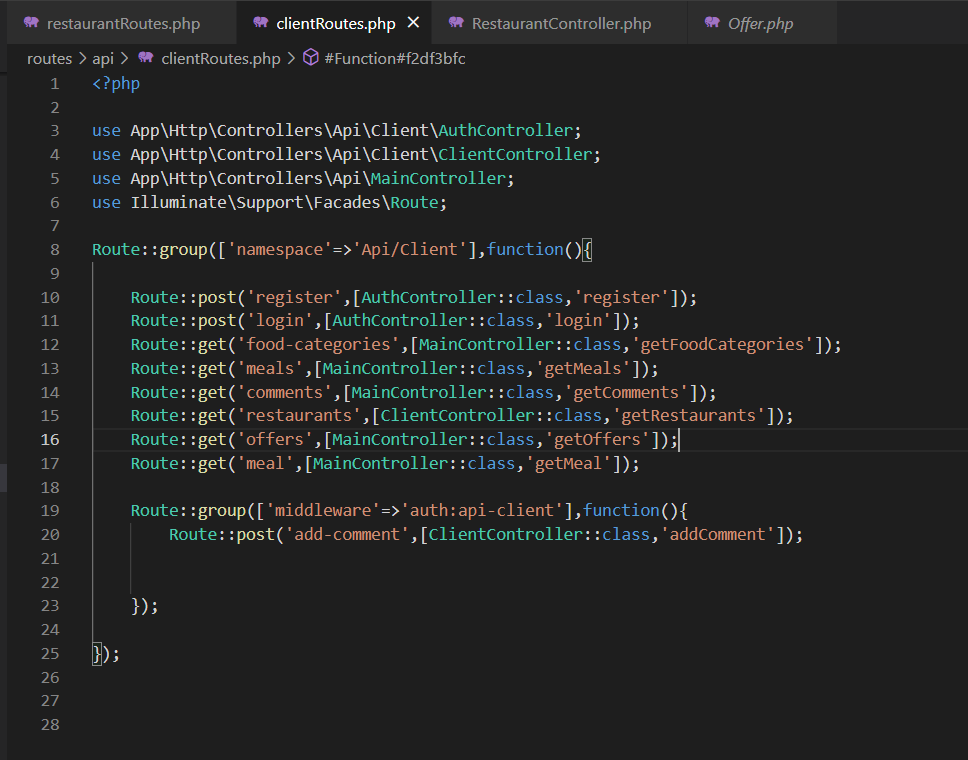 restaurantRoutes.php clientRoutes.php × RestaurantController.php Offer.php
routes > api > clientRoutes.php > #Function#f2df3bfc
1 <?php
2
3 use App\Http\Controllers\Api\Client\AuthController;
4 use App\Http\Controllers\Api\Client\ClientController;
5 use App\Http\Controllers\Api\MainController;
6 use Illuminate\Support\Facades\Route;
7
8 Route::group(['namespace'=>'Api/Client'],function(){
9
10 Route::post('register',[AuthController::class,'register']);
11 Route::post('login',[AuthController::class,'login']);
12 Route::get('food-categories',[MainController::class,'getFoodCategories']);
13 Route::get('meals',[MainController::class,'getMeals']);
14 Route::get('comments',[MainController::class,'getComments']);
15 Route::get('restaurants',[ClientController::class,'getRestaurants']);
16 Route::get('offers',[MainController::class,'getOffers']);
17 Route::get('meal',[MainController::class,'getMeal']);
18
19 Route::group(['middleware'=>'auth:api-client'],function(){
20 Route::post('add-comment',[ClientController::class,'addComment']);
21
22
23 });
24
25 });
26
27
28